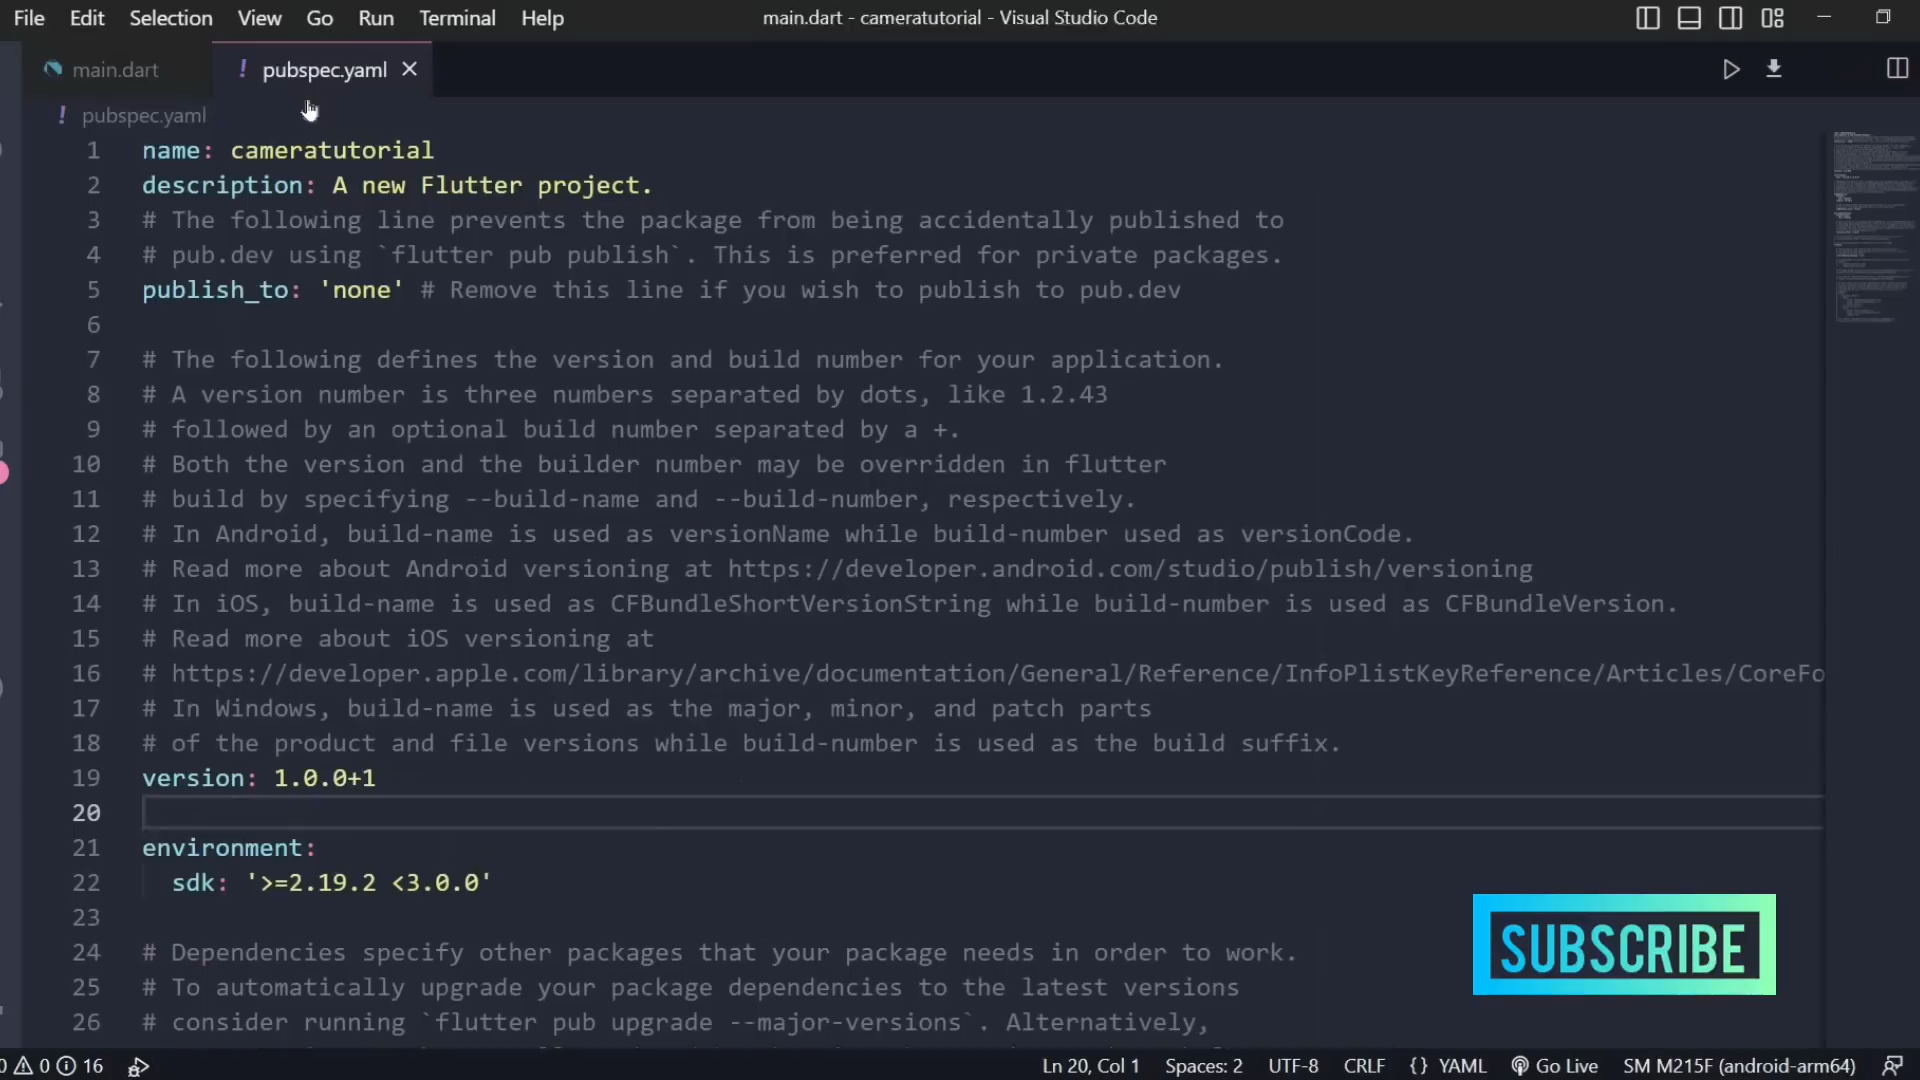 File Edit Selection View Go Run Terminal Help
main.dart - cameratutorial - Visual Studio Code
main.dart
! pubspec.yaml
! pubspec.yaml
1 name: cameratutorial
2 description: A new Flutter project.
3 # The following line prevents the package from being accidentally published to
4 # pub.dev using `flutter pub publish`. This is preferred for private packages.
5 publish_to: 'none' # Remove this line if you wish to publish to pub.dev
6
7 # The following defines the version and build number for your application.
8 # A version number is three numbers separated by dots, like 1.2.43
9 # followed by an optional build number separated by a +.
10 # Both the version and the builder number may be overridden in flutter
11 # build by specifying --build-name and --build-number, respectively.
12 # In Android, build-name is used as versionName while build-number used as versionCode.
13 # Read more about Android versioning at https://developer.android.com/studio/publish/versioning
14 # In iOS, build-name is used as CFBundleShortVersionString while build-number is used as CFBundleVersion.
15 # Read more about iOS versioning at
16 # https://developer.apple.com/library/archive/documentation/General/Reference/InfoPlistKeyReference/Articles/CoreFo
17 # In Windows, build-name is used as the major, minor, and patch parts
18 # of the product and file versions while build-number is used as the build suffix.
19 version: 1.0.0+1
20
21 environment:
22 sdk: '>=2.19.2 <3.0.0'
23
24 # Dependencies specify other packages that your package needs in order to work.
25 # To automatically upgrade your package dependencies to the latest versions
26 # consider running `flutter pub upgrade --major-versions`. Alternatively,
SUBSCRIBE
0 0 16 Ln 20, Col 1 Spaces: 2 UTF-8 CRLF {} YAML Go Live SM M215F (android-arm64)